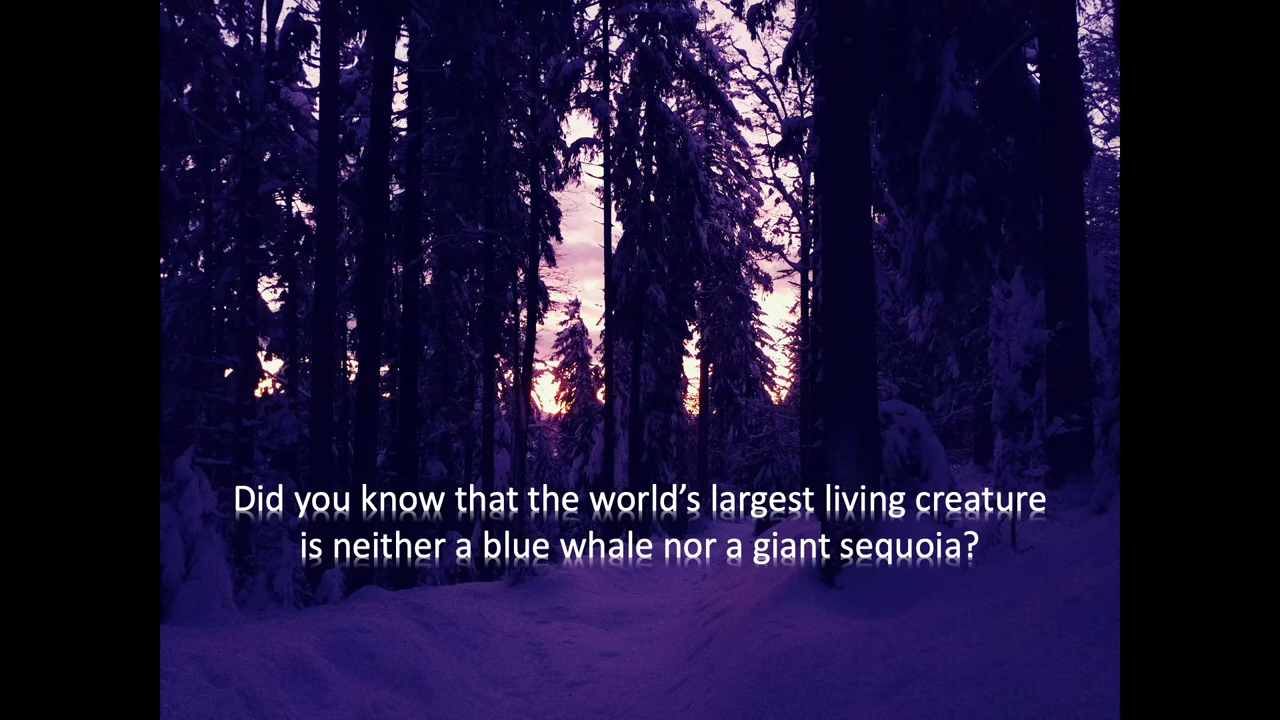 Did you know that the world’s largest living creature
is neither a blue whale nor a giant sequoia?